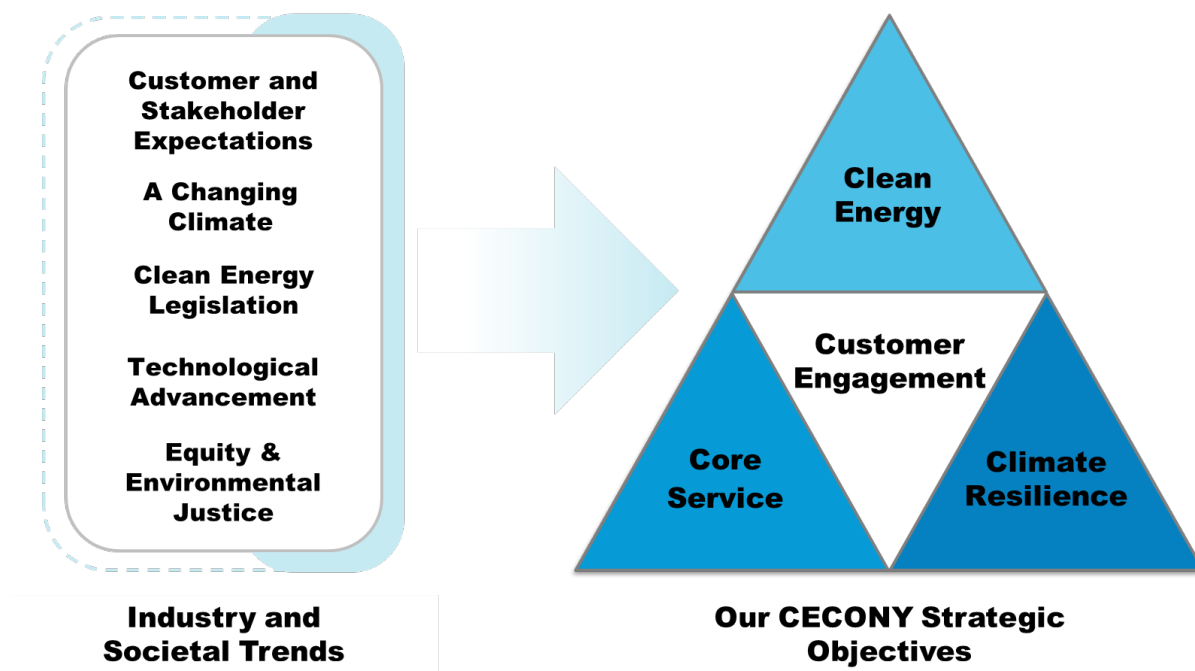 Customer and
Stakeholder
Expectations
A Changing
Climate
Clean Energy
Legislation
Technological
Advancement
Equity &
Environmental
Justice
Industry and
Societal Trends
Clean
Energy
Customer
Engagement
Core
Service
Climate
Resilience
Our CECONY Strategic
Objectives